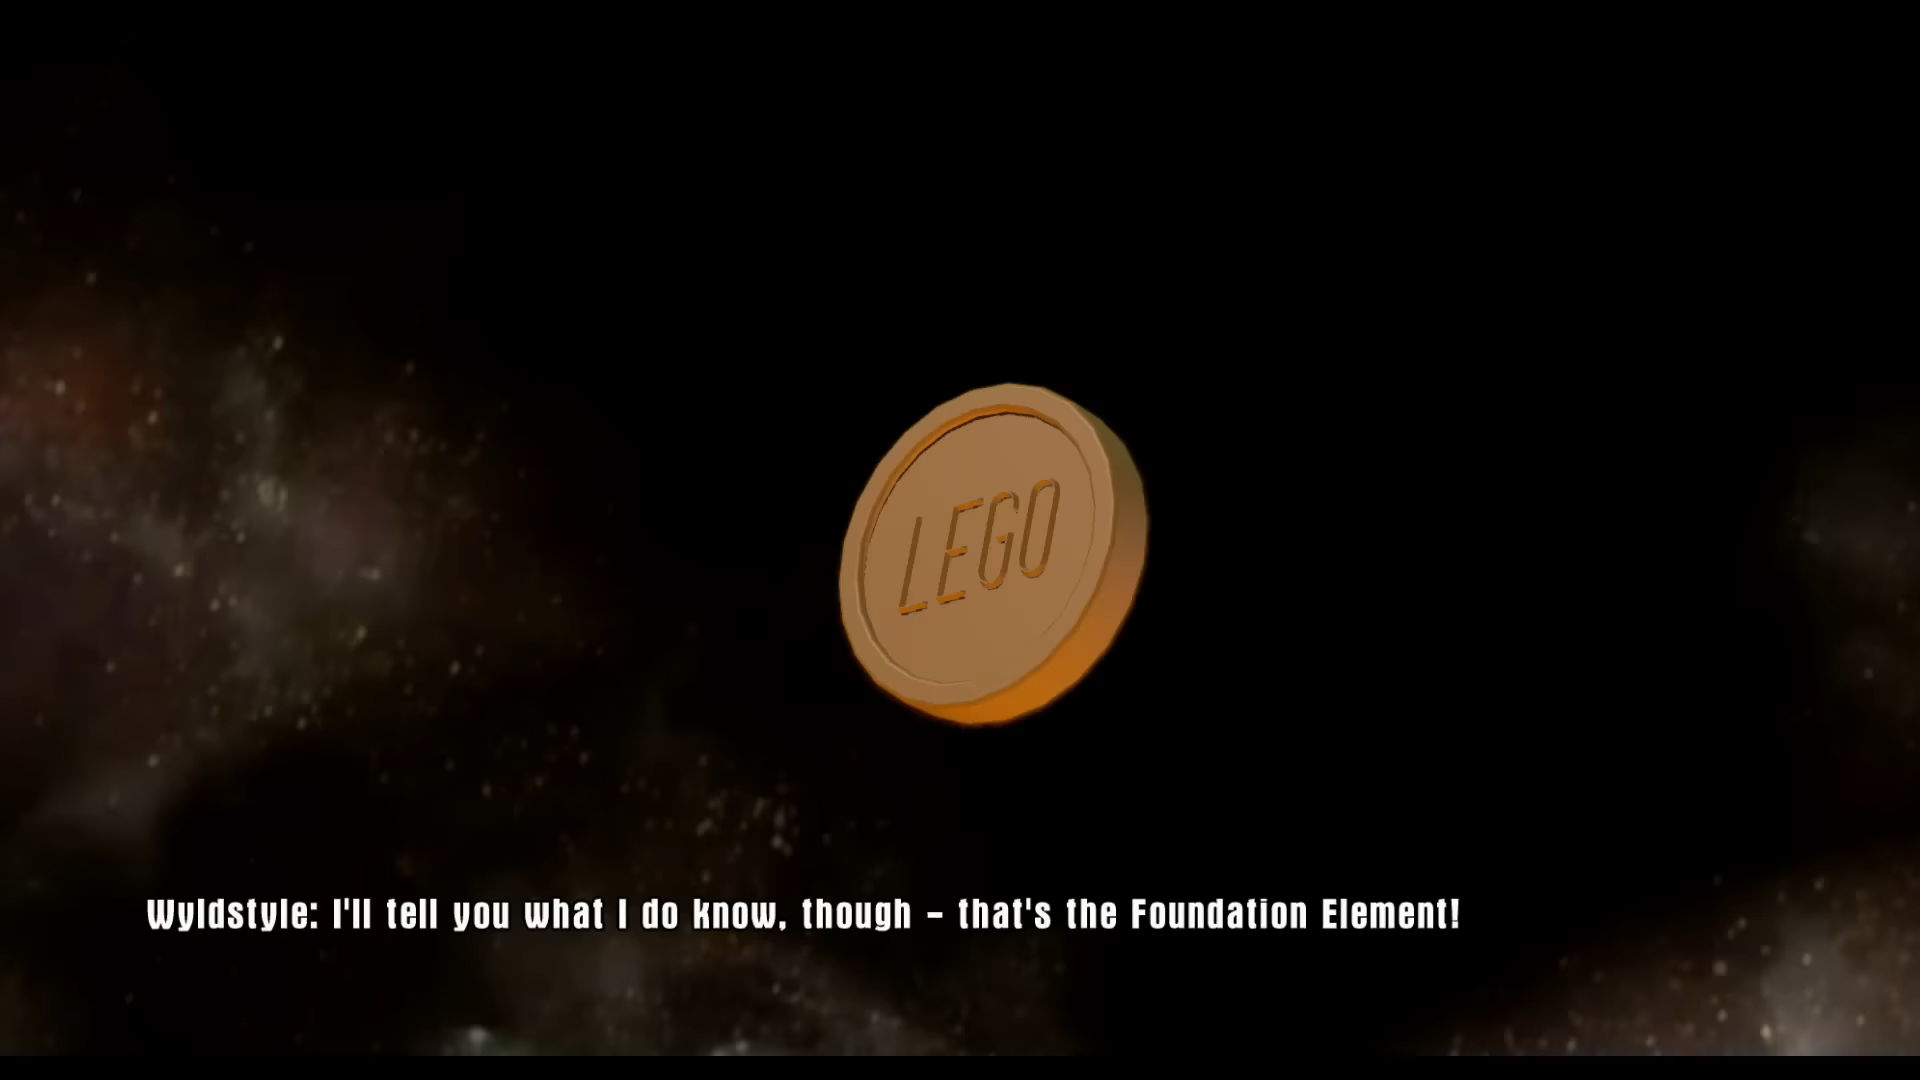 LEGO
Wyldstyle: I'll tell you what I do know, though – that's the Foundation Element!